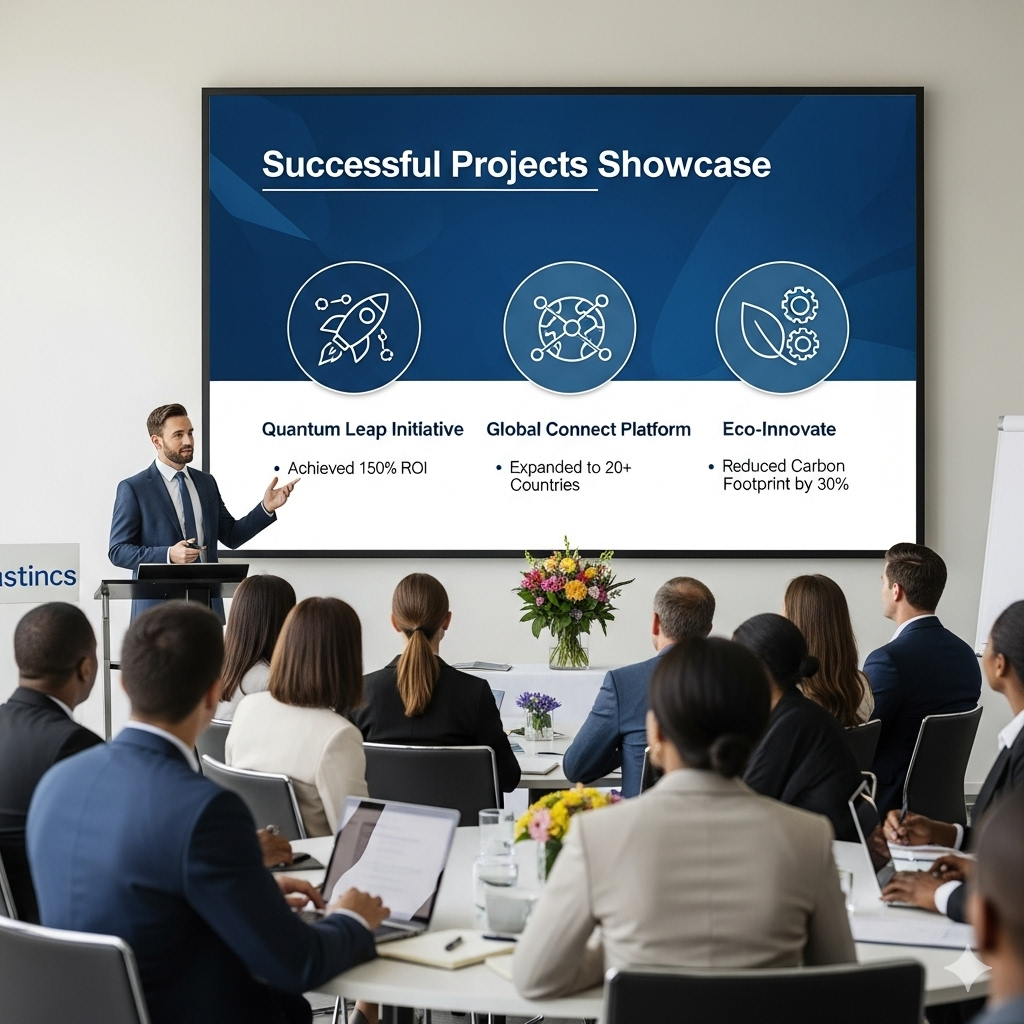 Successful Projects Showcase
Quantum Leap Initiative
• Achieved 150% ROI
Global Connect Platform
• Expanded to 20+
Countries
Eco-Innovate
• Reduced Carbon
Footprint by 30%
stincs